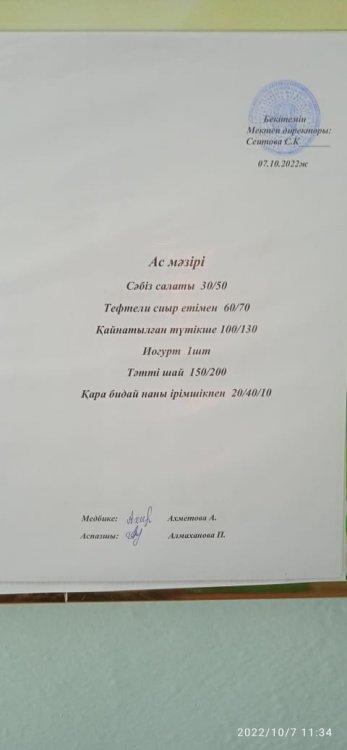 Бекітемін
Мектеп директоры:
Сеитова С.К
07.10.2022ж
Ас мәзірі
Сәбіз салаты 30/50
Тефтели сиыр етімен 60/70
Қайнатылған түтікше 100/130
Йогурт 1шт
Тәтті шай 150/200
Қара бидай наны ірімшікпен 20/40/10
Медбике: Ахметова А.
Аспазшы: Алмаханова П.
2022/10/7 11:34